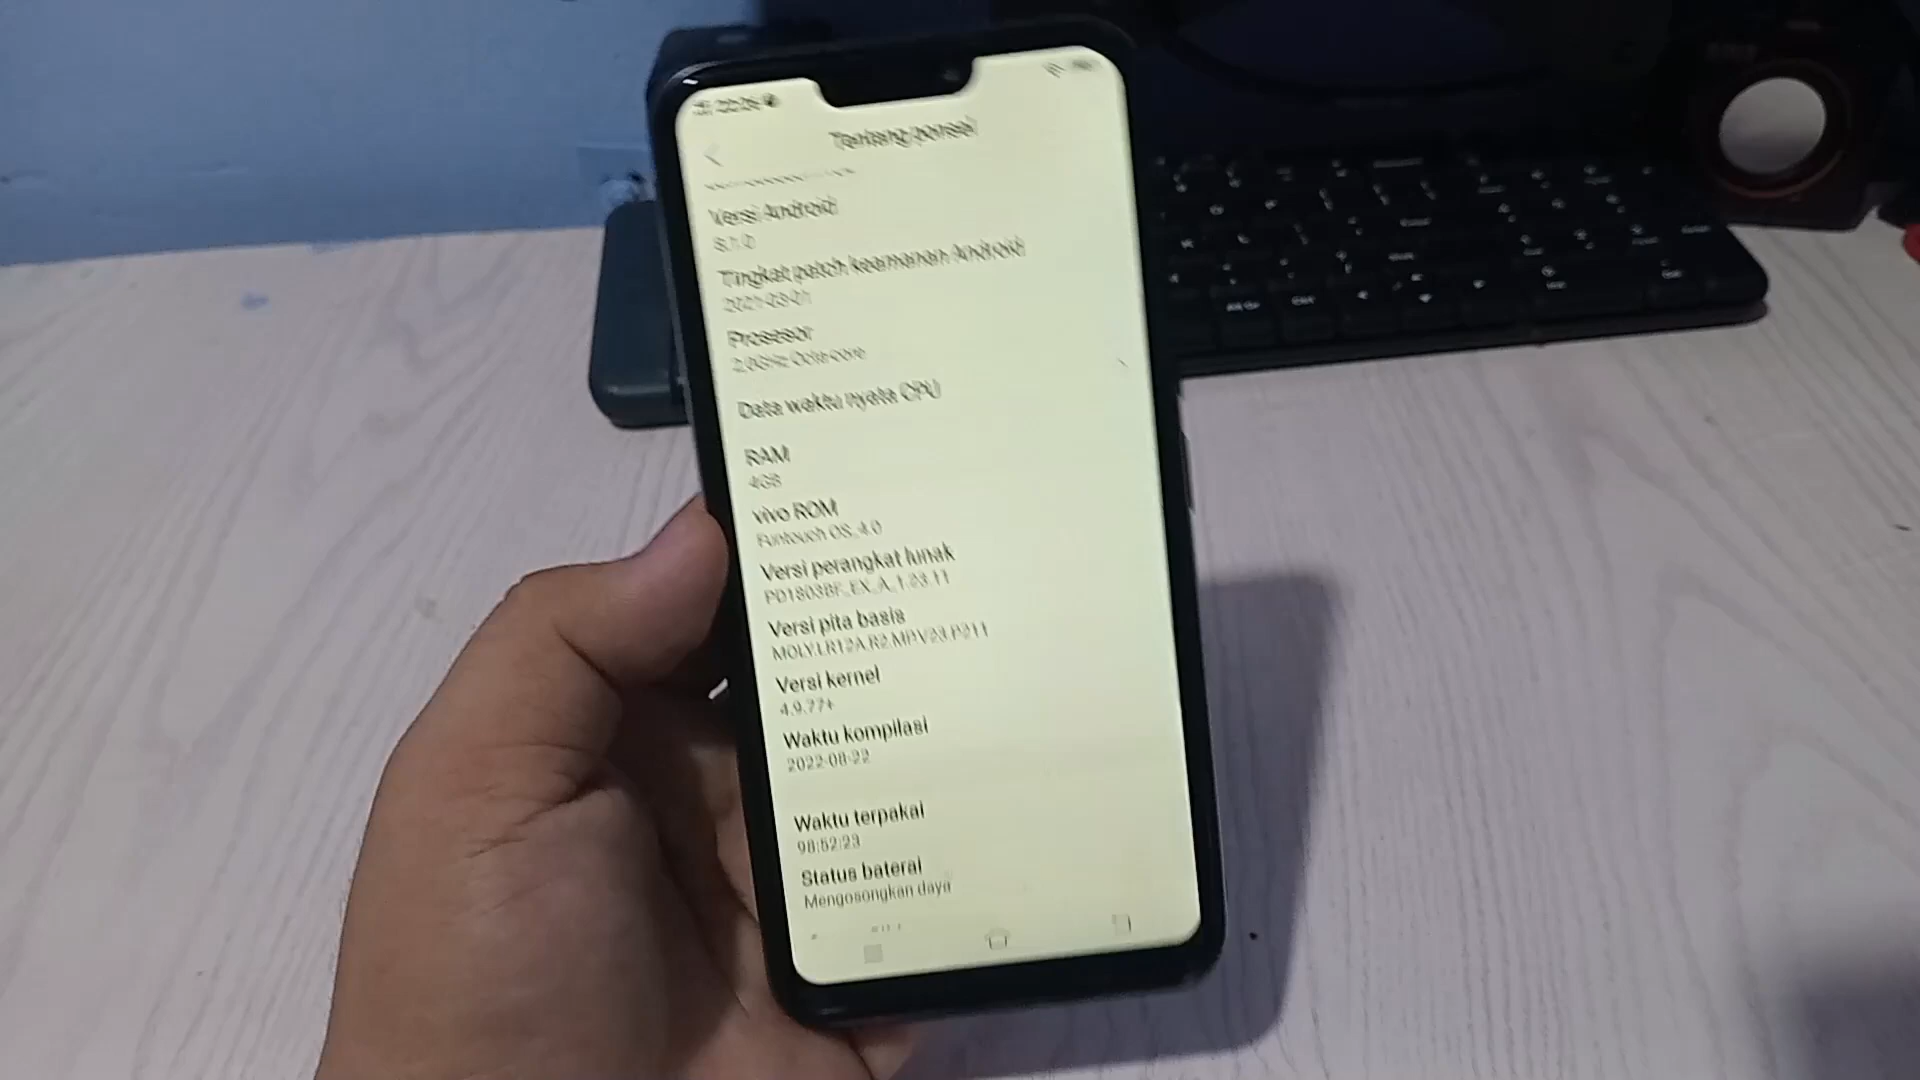 Tentang ponsel
Versi Android
8.1.0
Tingkat patch keamanan Android
2021-03-01
Prosesor
2.0GHz Octa-core
Data waktu nyata CPU
RAM
4GB
vivo ROM
Funtouch OS_4.0
Versi perangkat lunak
PD1803BF_EX_A_1.23.11
Versi pita basis
MOLY.LR12A.R2.MP.V23.P211
Versi kernel
4.9.77+
Waktu kompilasi
2022-08-22
Waktu terpakai
98:52:23
Status baterai
Mengosongkan daya